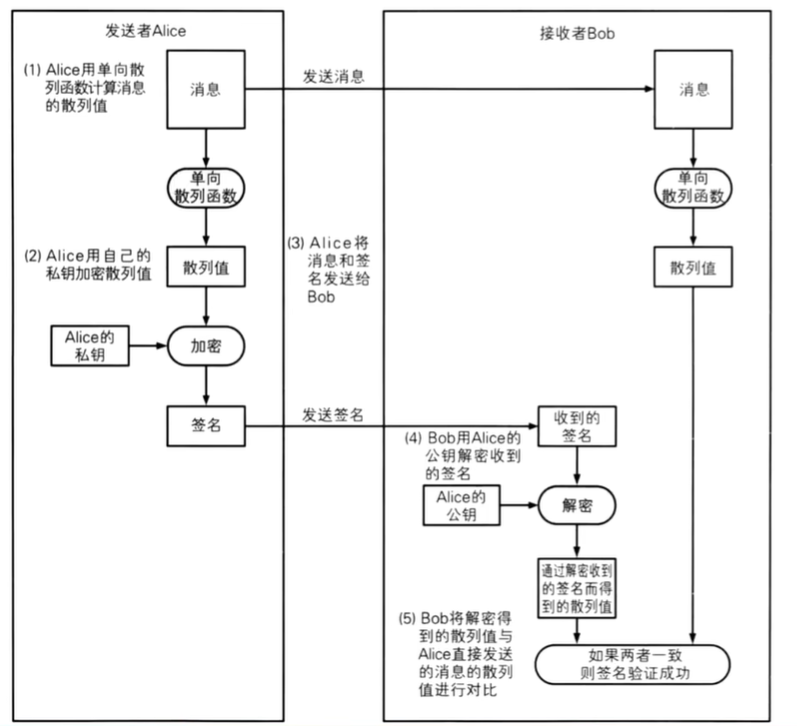 发送者Alice
接收者Bob
(1) Alice用单向散
列函数计算消息
的散列值
消息
发送消息
消息
单向
散列函数
单向
散列函数
(2) Alice用自己的
私钥加密散列值
散列值
(3) Alice将
消息和签
名发送给
Bob
散列值
Alice的
私钥
加密
签名
发送签名
收到的
签名
(4) Bob用Alice的
公钥解密收到
的签名
Alice的
公钥
解密
通过解密收到
的签名而得
到的散列值
(5) Bob将解密得
到的散列值与
Alice直接发送
的消息的散列
值进行对比
如果两者一致
则签名验证成功